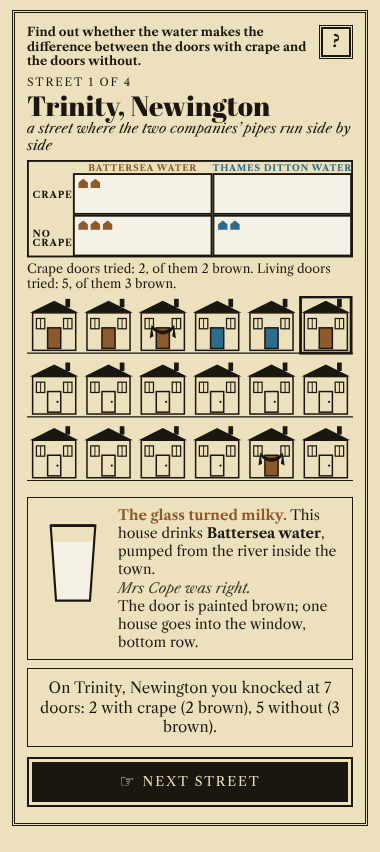 Find out whether the water makes the
difference between the doors with crape and
the doors without.
?
STREET 1 OF 4
Trinity, Newington
a street where the two companies' pipes run side by
side
BATTERSEA WATER THAMES DITTON WATER
CRAPE
NO
CRAPE
Crape doors tried: 2, of them 2 brown. Living doors
tried: 5, of them 3 brown.
The glass turned milky. This
house drinks Battersea water,
pumped from the river inside the
town.
Mrs Cope was right.
The door is painted brown; one
house goes into the window,
bottom row.
On Trinity, Newington you knocked at 7
doors: 2 with crape (2 brown), 5 without (3
brown).
☞ NEXT STREET